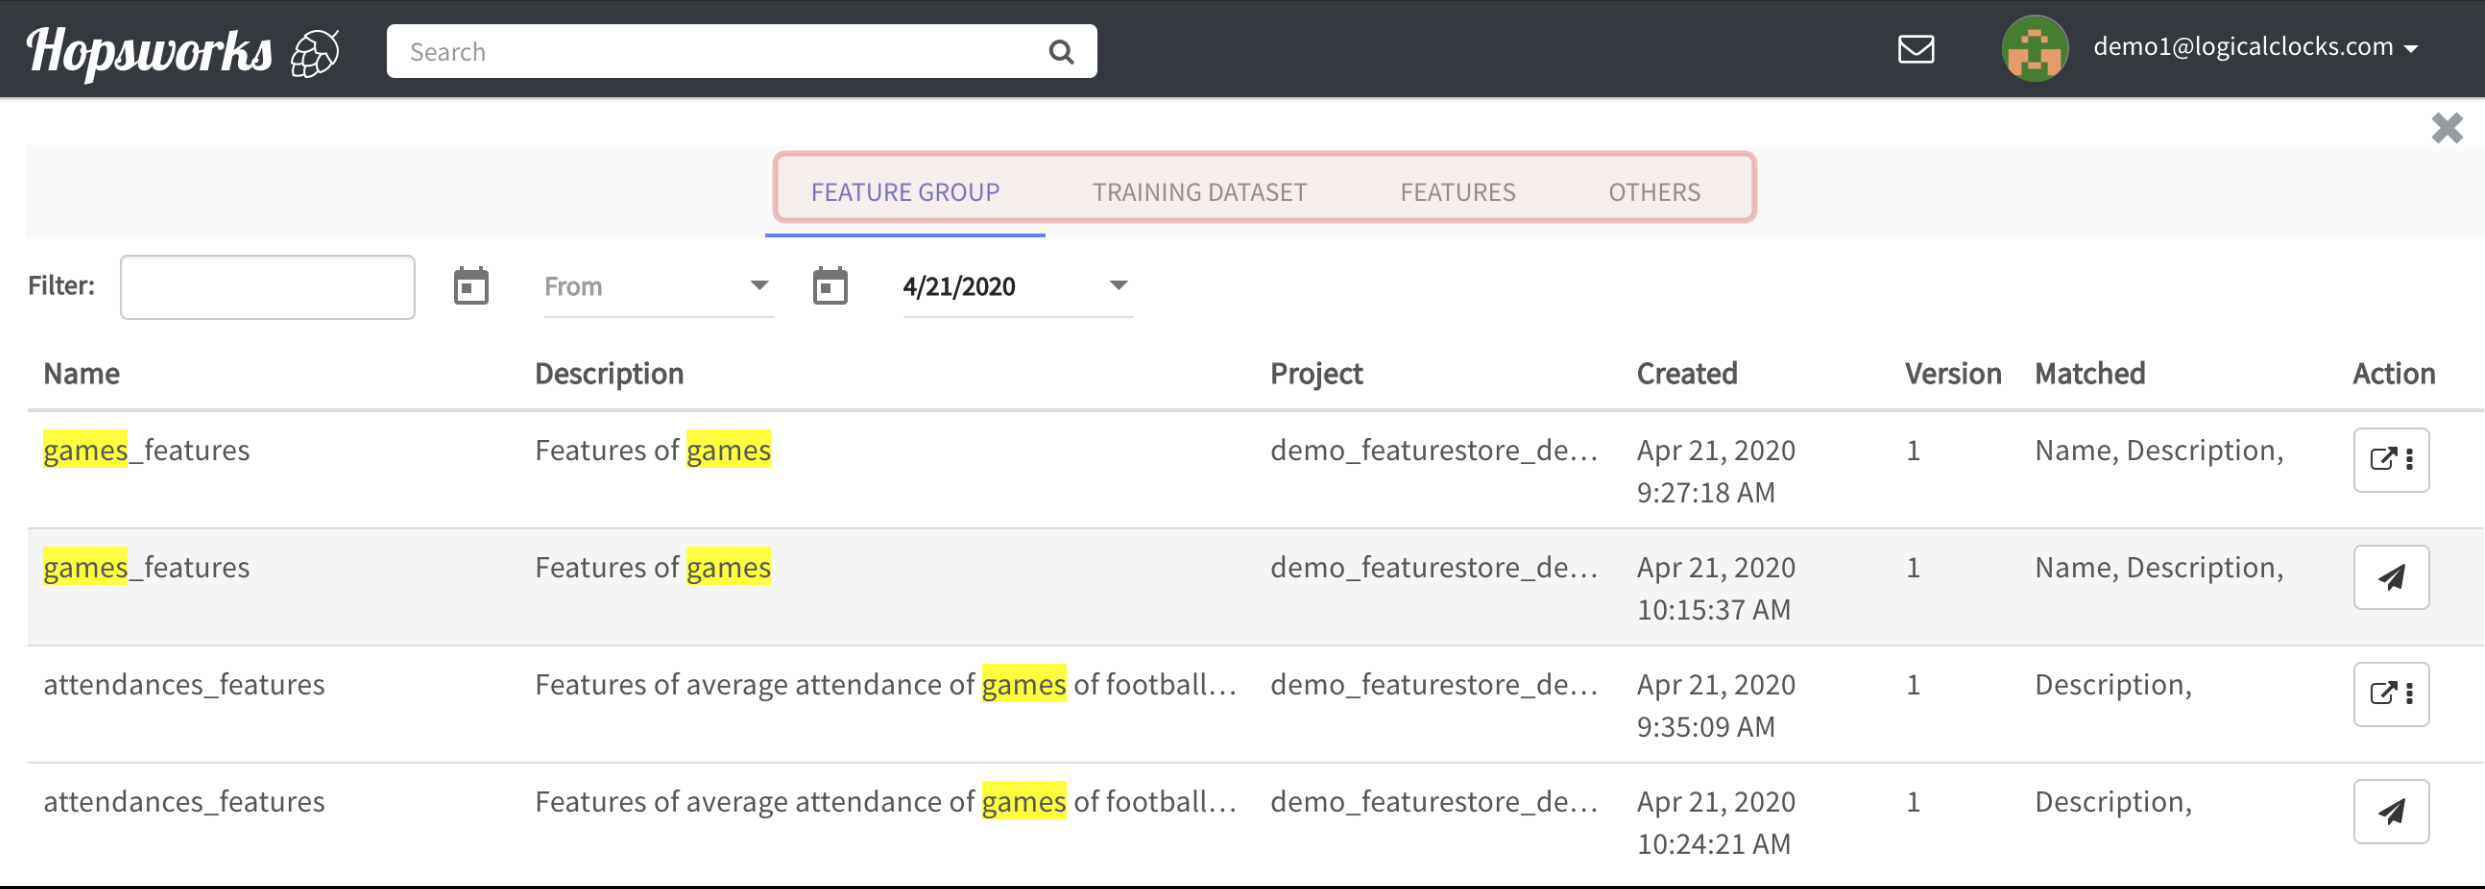 Hopsworks
Search
demo1@logicalclocks.com
FEATURE GROUP TRAINING DATASET FEATURES OTHERS
Filter: From 4/21/2020
Name Description Project Created Version Matched Action
games_features Features of games demo_featurestore_de... Apr 21, 2020 1 Name, Description,
9:27:18 AM
games_features Features of games demo_featurestore_de... Apr 21, 2020 1 Name, Description,
10:15:37 AM
attendances_features Features of average attendance of games of football... demo_featurestore_de... Apr 21, 2020 1 Description,
9:35:09 AM
attendances_features Features of average attendance of games of football... demo_featurestore_de... Apr 21, 2020 1 Description,
10:24:21 AM